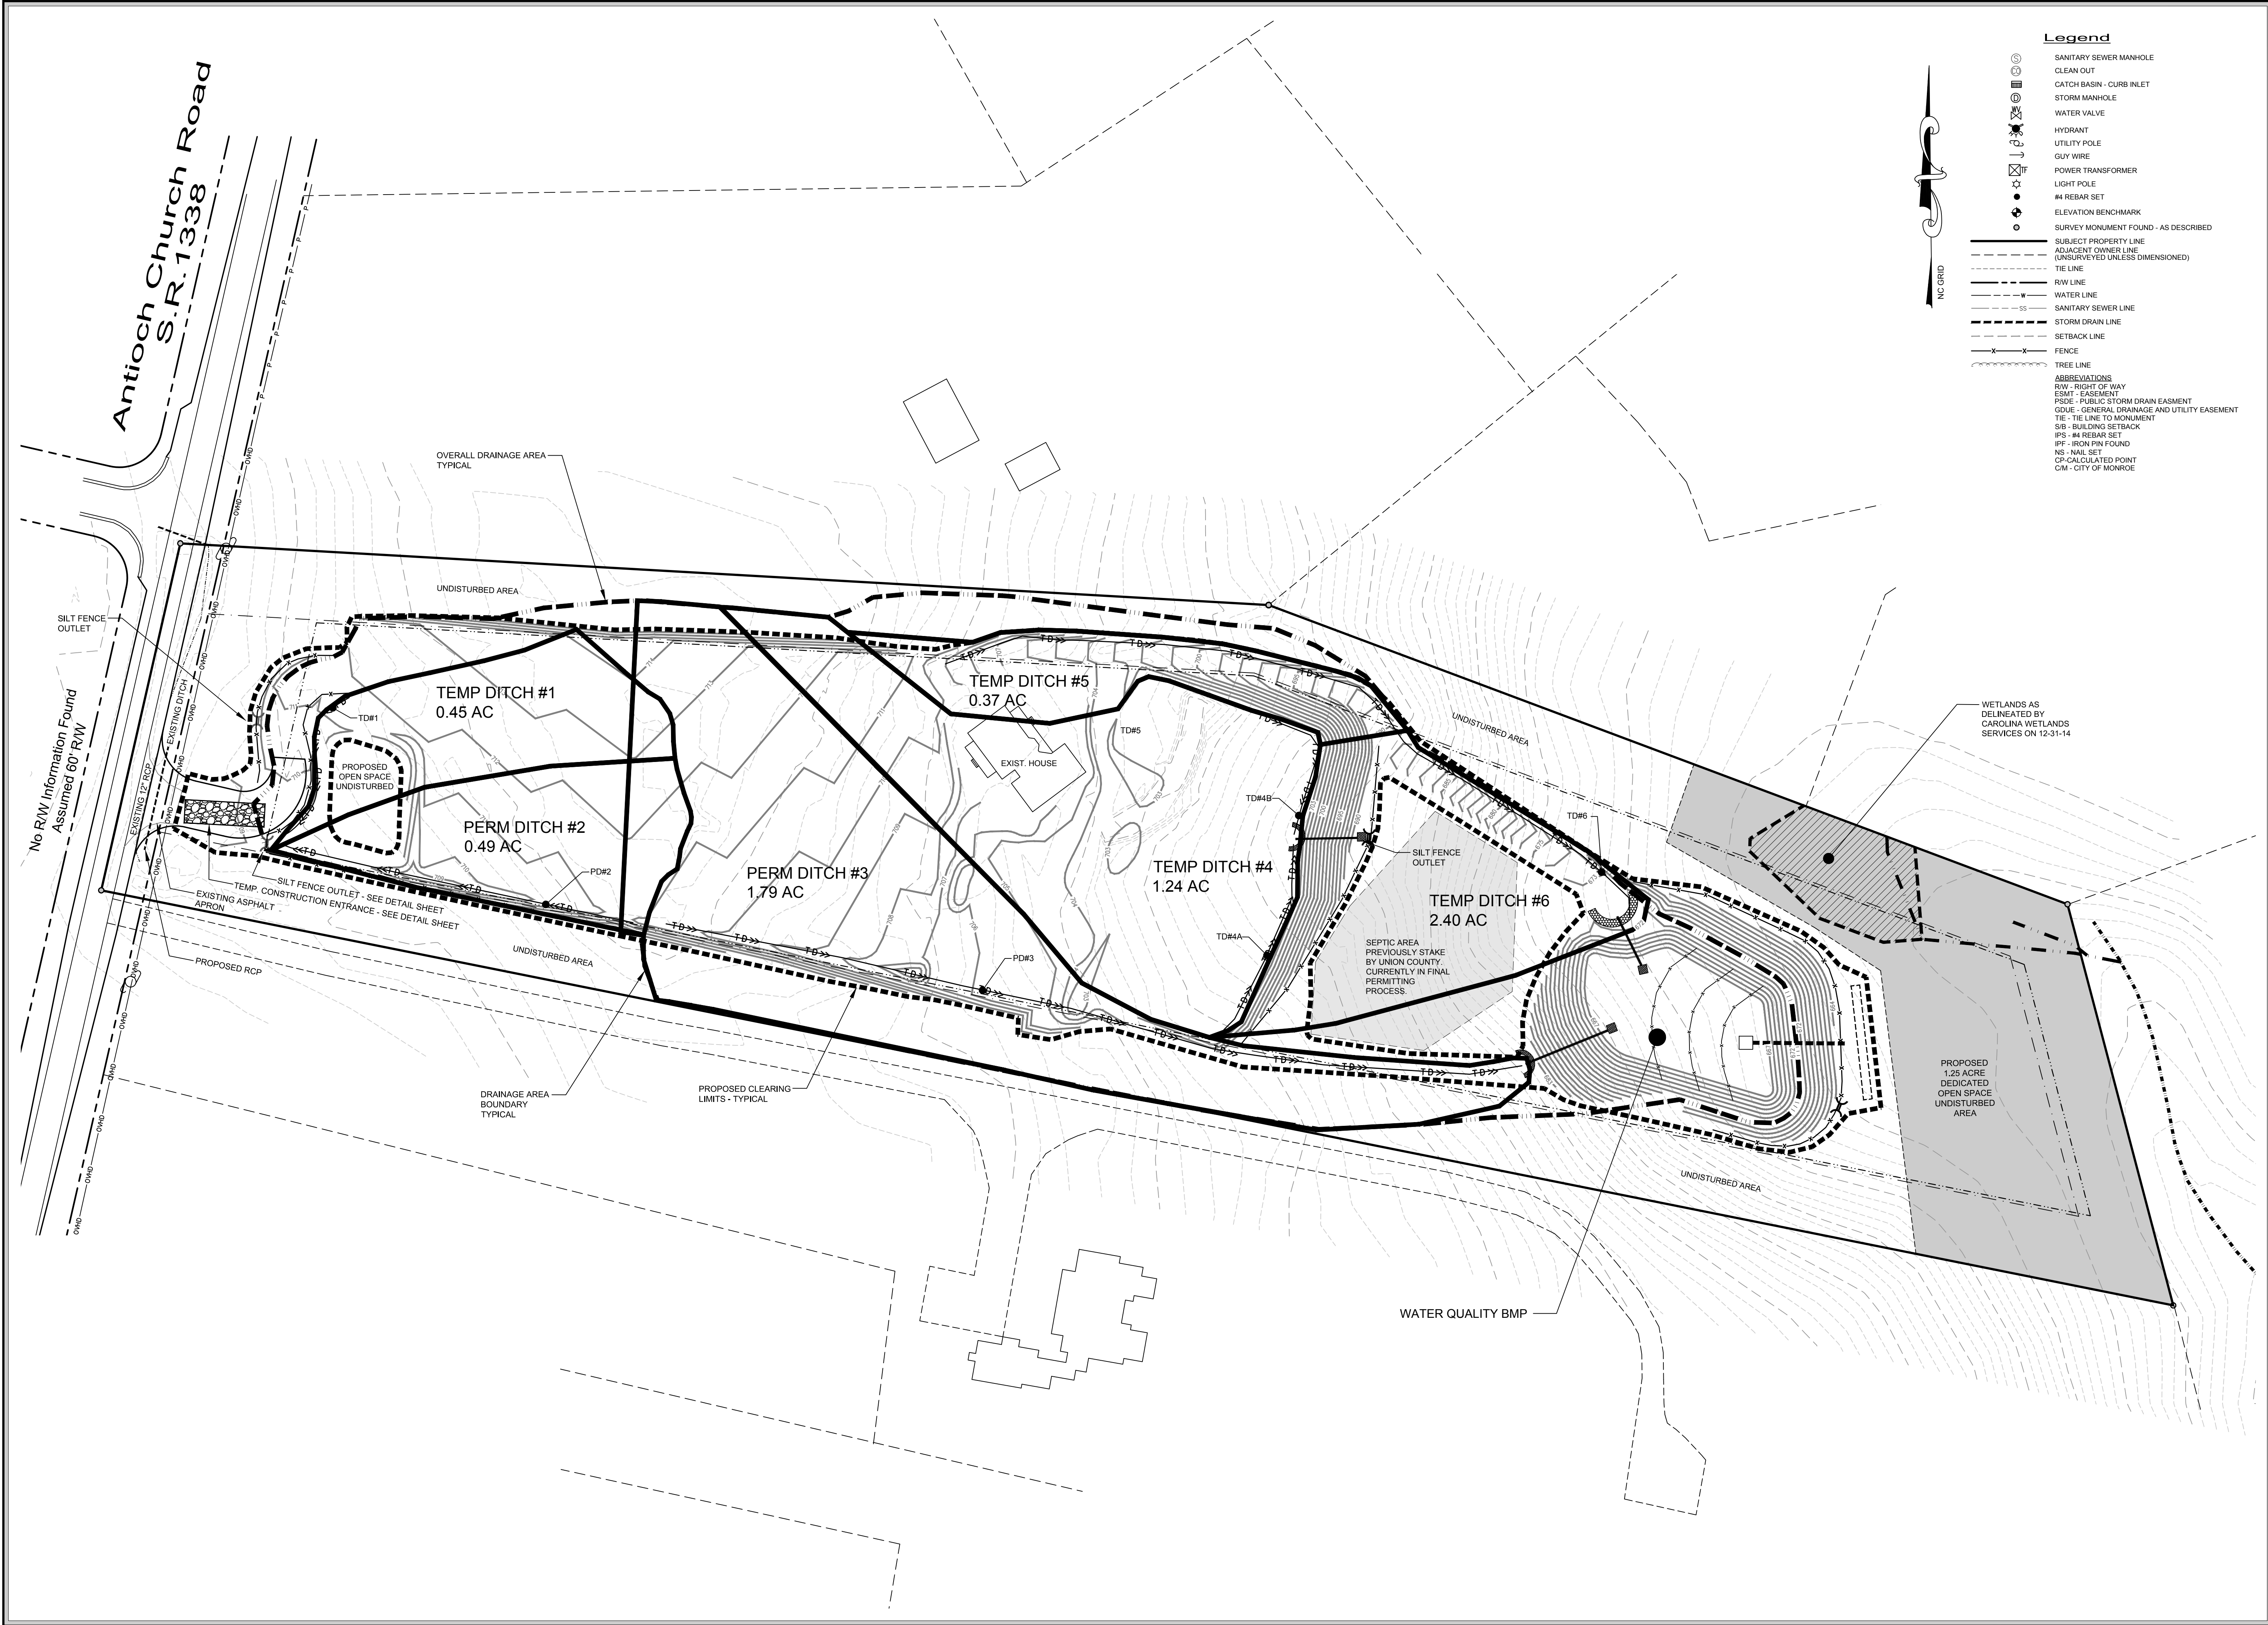 Legend
SANITARY SEWER MANHOLE
CLEAN OUT
CATCH BASIN - CURB INLET
STORM MANHOLE
WATER VALVE
HYDRANT
UTILITY POLE
GUY WIRE
TF
POWER TRANSFORMER
LIGHT POLE
#4 REBAR SET
ELEVATION BENCHMARK
SURVEY MONUMENT FOUND - AS DESCRIBED
SUBJECT PROPERTY LINE
ADJACENT OWNER LINE
(UNSURVEYED UNLESS DIMENSIONED)
TIE LINE
R/W LINE
WATER LINE
SANITARY SEWER LINE
STORM DRAIN LINE
SETBACK LINE
FENCE
TREE LINE
ABBREVIATIONS
R/W - RIGHT OF WAY
ESMT - EASEMENT
PSDE - PUBLIC STORM DRAIN EASMENT
GDUE - GENERAL DRAINAGE AND UTILITY EASEMENT
TIE - TIE LINE TO MONUMENT
S/B - BUILDING SETBACK
IPS - #4 REBAR SET
IPF - IRON PIN FOUND
NS - NAIL SET
CP-CALCULATED POINT
C/M - CITY OF MONROE
NC GRID
Antioch Church Road
S.R. 1338
No R/W Information Found
Assumed 60' R/W
OVERALL DRAINAGE AREA
TYPICAL
UNDISTURBED AREA
SILT FENCE
OUTLET
EXISTING DITCH
EXISTING 12" RCP
TEMP DITCH #1
0.45 AC
TD#1
PROPOSED
OPEN SPACE
UNDISTURBED
PERM DITCH #2
0.49 AC
PD#2
SILT FENCE OUTLET - SEE DETAIL SHEET
TEMP. CONSTRUCTION ENTRANCE - SEE DETAIL SHEET
EXISTING ASPHALT
APRON
PROPOSED RCP
UNDISTURBED AREA
PERM DITCH #3
1.79 AC
PD#3
DRAINAGE AREA
BOUNDARY
TYPICAL
PROPOSED CLEARING
LIMITS - TYPICAL
TEMP DITCH #5
0.37 AC
TD#5
EXIST. HOUSE
TEMP DITCH #4
1.24 AC
TD#4B
TD#4A
SILT FENCE
OUTLET
UNDISTURBED AREA
TD#6
TEMP DITCH #6
2.40 AC
SEPTIC AREA
PREVIOUSLY STAKE
BY UNION COUNTY.
CURRENTLY IN FINAL
PERMITTING
PROCESS.
WETLANDS AS
DELINEATED BY
CAROLINA WETLANDS
SERVICES ON 12-31-14
PROPOSED
1.25 ACRE
DEDICATED
OPEN SPACE
UNDISTURBED
AREA
UNDISTURBED AREA
WATER QUALITY BMP